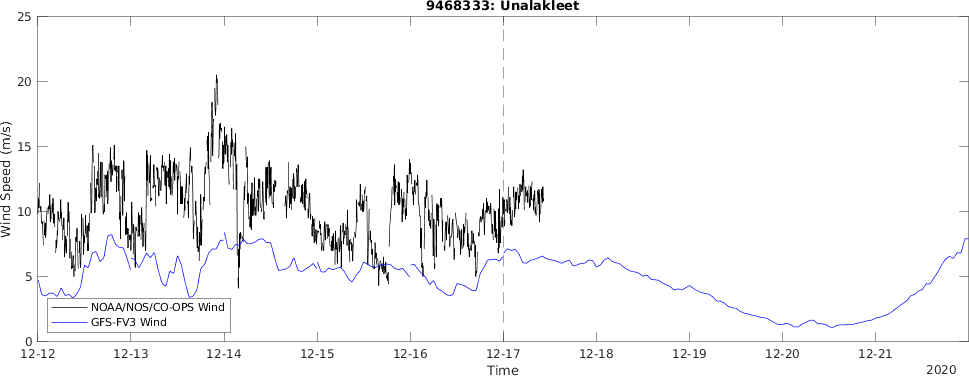 9468333: Unalakleet
25
20
15
10
5
0
Wind Speed (m/s)
NOAA/NOS/CO-OPS Wind
GFS-FV3 Wind
12-12 12-13 12-14 12-15 12-16 12-17 12-18 12-19 12-20 12-21
Time
2020